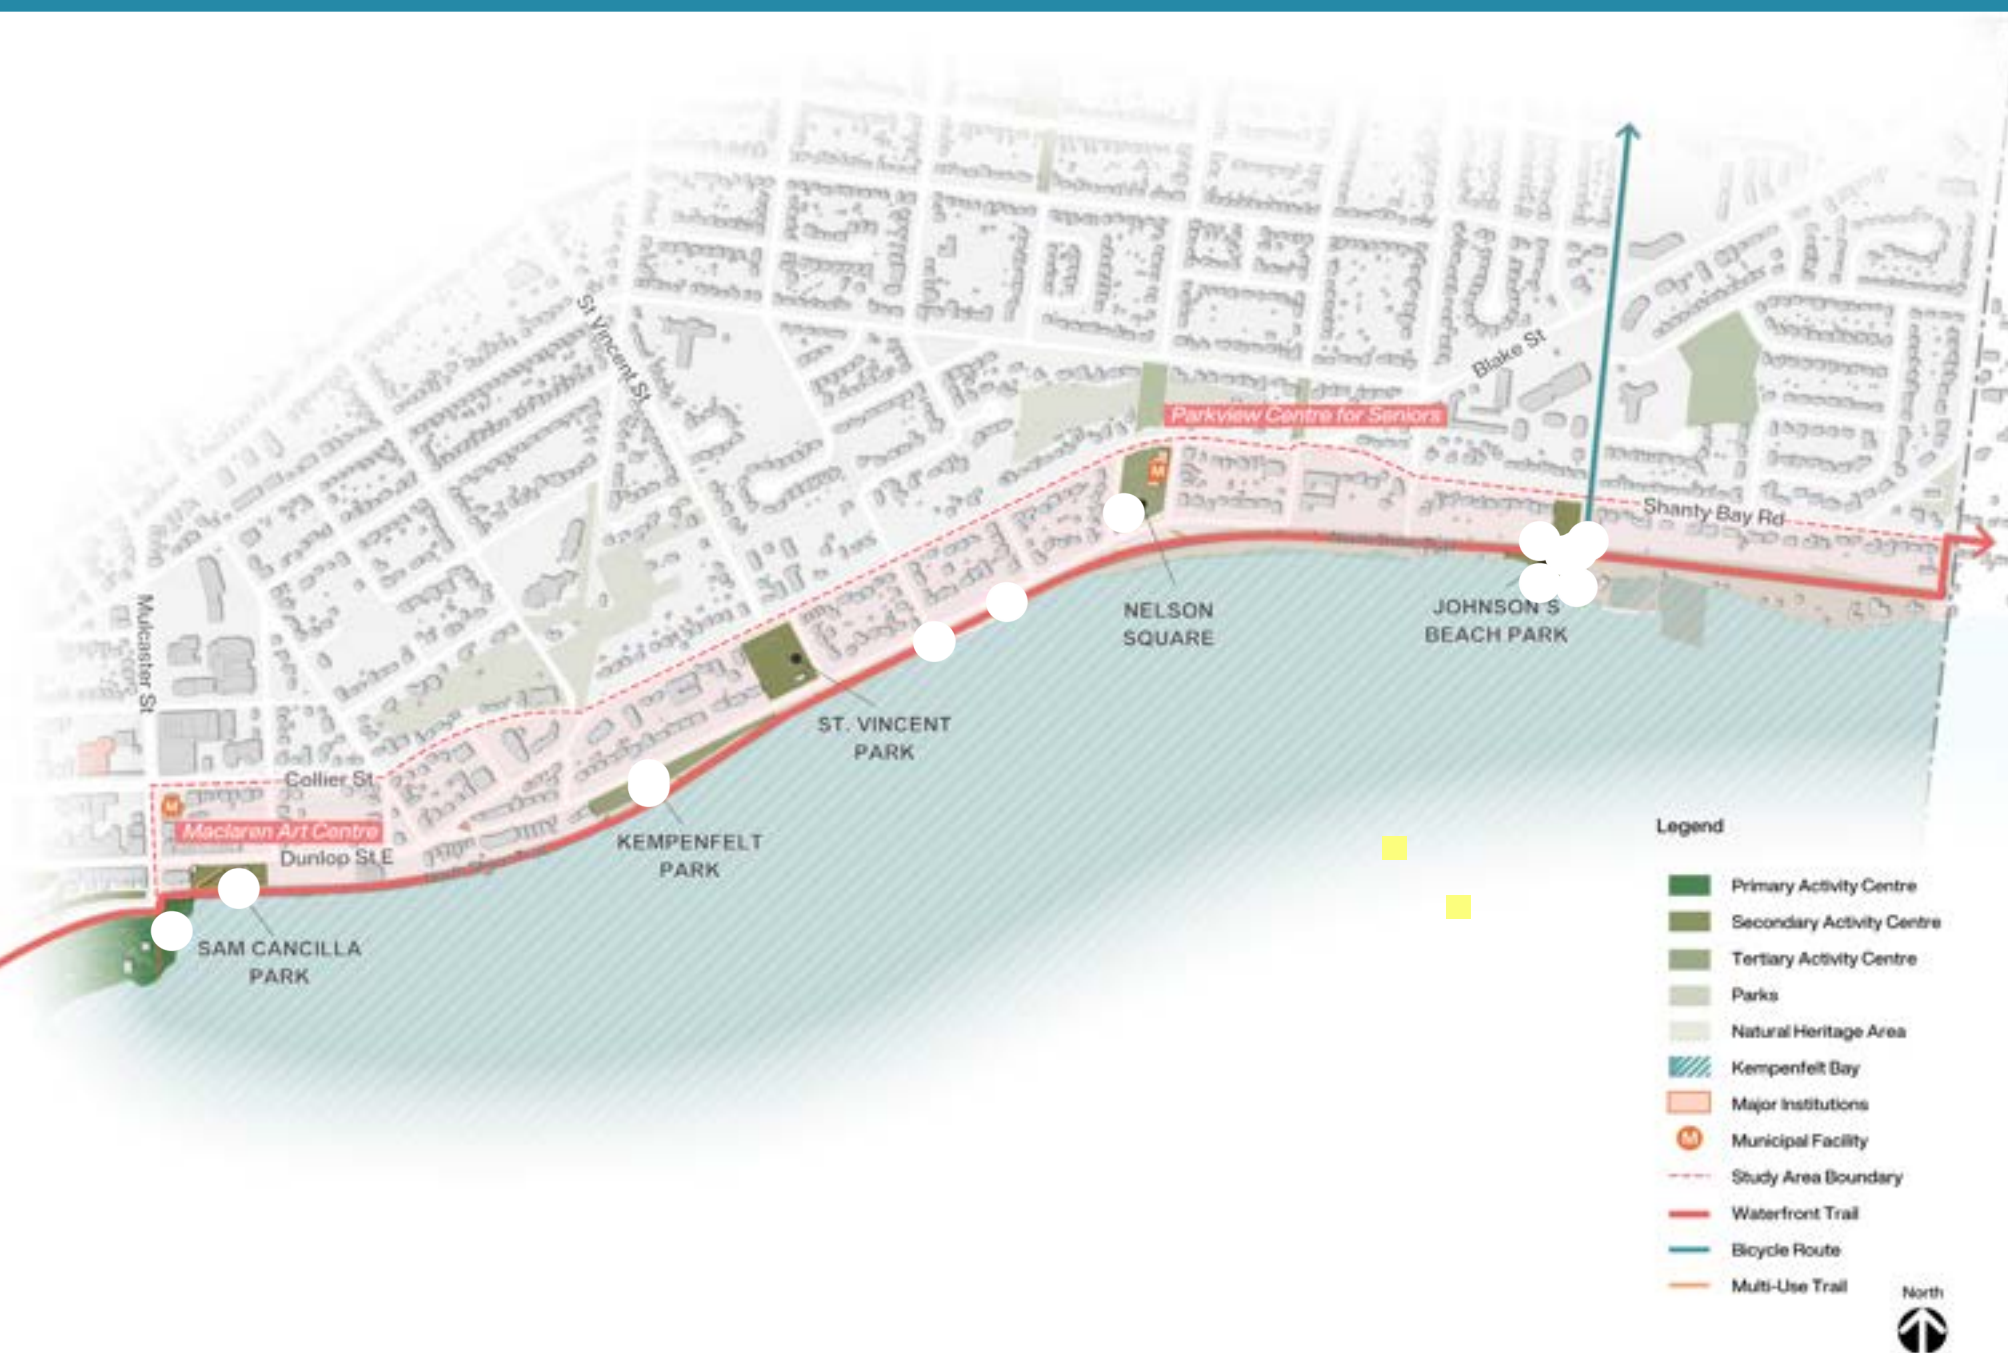 St Vincent St
Blake St
Parkview Centre for Seniors
M
Shanty Bay Rd
Mulcaster St
NELSON
SQUARE
JOHNSON'S
BEACH PARK
ST. VINCENT
PARK
Collier St
M
Maclaren Art Centre
Dunlop St E
KEMPENFELT
PARK
SAM CANCILLA
PARK
Legend
Primary Activity Centre
Secondary Activity Centre
Tertiary Activity Centre
Parks
Natural Heritage Area
Kempenfelt Bay
Major Institutions
M Municipal Facility
Study Area Boundary
Waterfront Trail
Bicycle Route
Multi-Use Trail
North